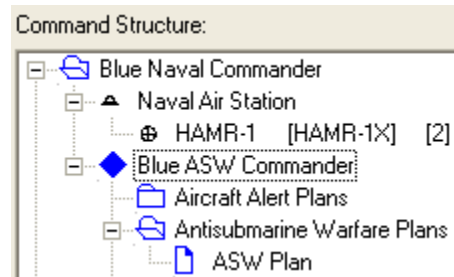 Command Structure:
Blue Naval Commander
Naval Air Station
HAMR-1 [HAMR-1X] [2]
Blue ASW Commander
Aircraft Alert Plans
Antisubmarine Warfare Plans
ASW Plan